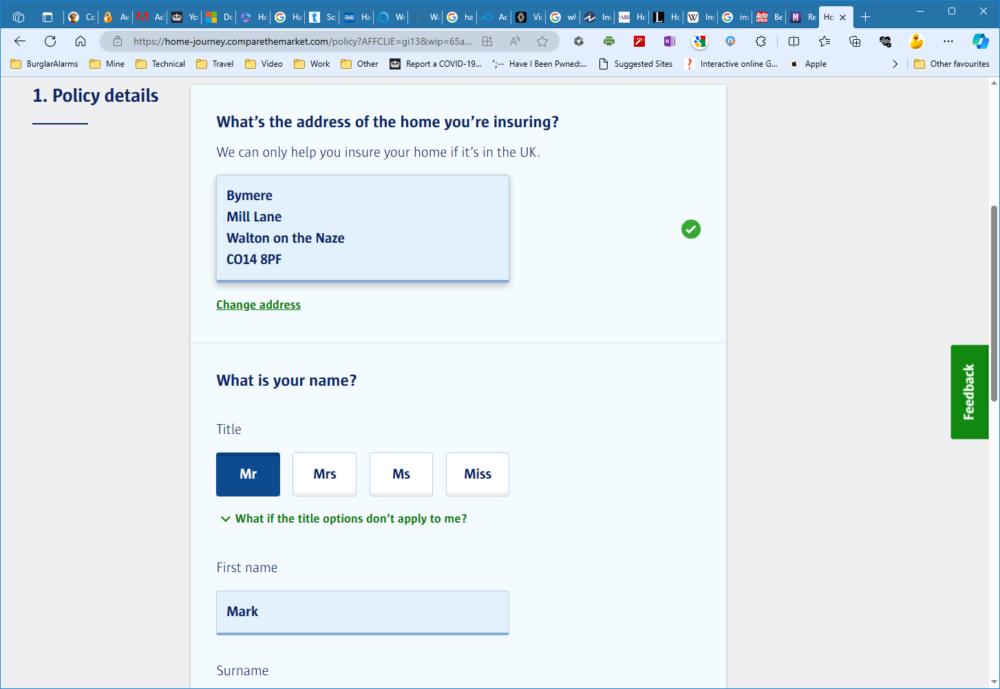 Cc
Av
Ad
Yo
Dc
Hc
Ha
Sc
Ha
W
Wa
ha
Ac
Vic
wh
Inv
Hc
Hc
Ins
ins
Be
Re
Hc
https://home-journey.comparethemarket.com/policy?AFFCLIE=gi13&wip=65a...
BurglarAlarms
Mine
Technical
Travel
Video
Work
Other
Report a COVID-19...
Have I Been Pwned:...
Suggested Sites
Interactive online G...
Apple
Other favourites
1. Policy details
What's the address of the home you're insuring?
We can only help you insure your home if it's in the UK.
Bymere
Mill Lane
Walton on the Naze
CO14 8PF
Change address
What is your name?
Title
Mr
Mrs
Ms
Miss
What if the title options don't apply to me?
First name
Mark
Surname
Feedback